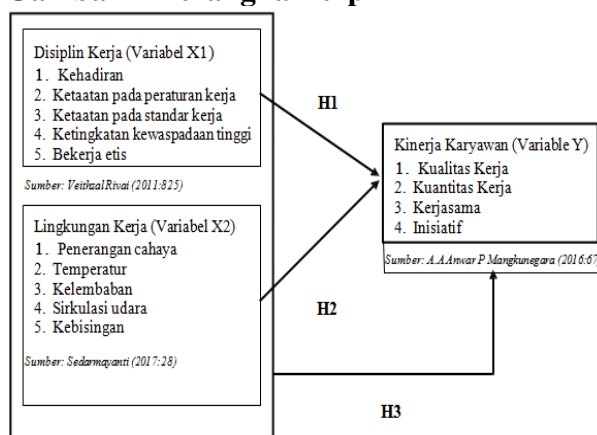 Disiplin Kerja (Variabel X1)
1. Kehadiran
2. Ketaatan pada peraturan kerja
3. Ketaatan pada standar kerja
4. Ketingkatan kewaspadaan tinggi
5. Bekerja etis
Sumber: Veithzal Rivai (2011:825)
Lingkungan Kerja (Variabel X2)
1. Penerangan cahaya
2. Temperatur
3. Kelembaban
4. Sirkulasi udara
5. Kebisingan
Sumber: Sedarmayanti (2017:28)
H1
H2
H3
Kinerja Karyawan (Variable Y)
1. Kualitas Kerja
2. Kuantitas Kerja
3. Kerjasama
4. Inisiatif
Sumber: A.A Anwar P Mangkunegara (2016:67)